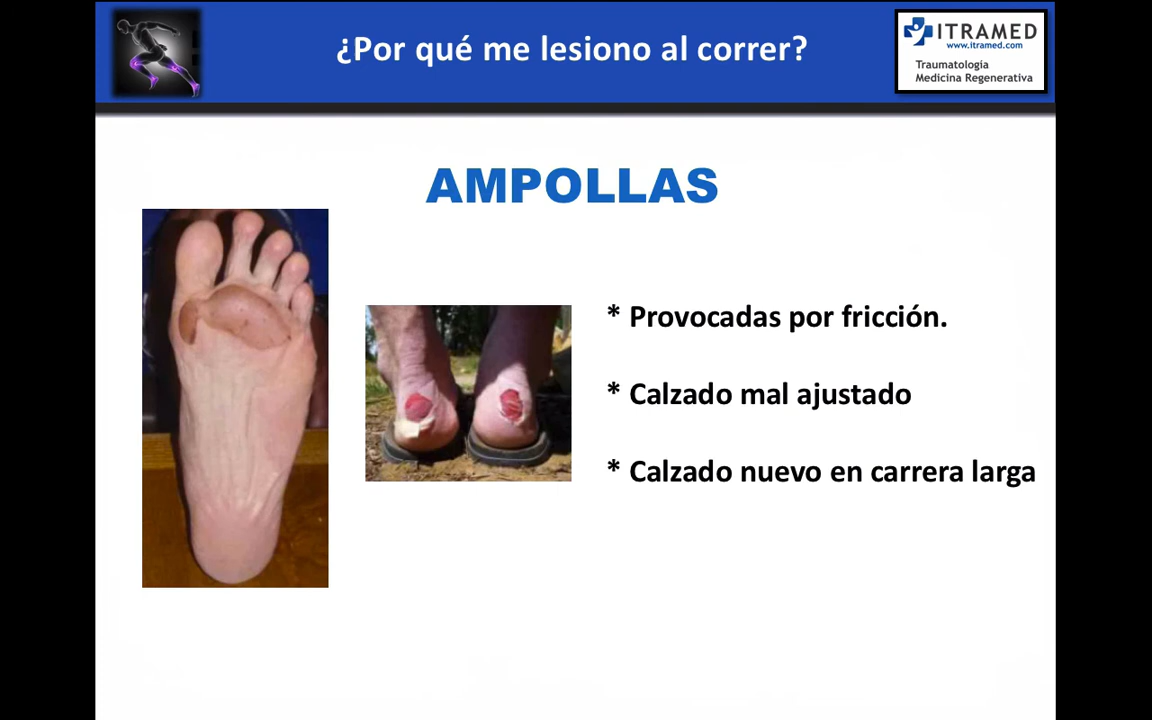 ¿Por qué me lesiono al correr?
ITRAMED
www.itramed.com
Traumatología
Medicina Regenerativa
AMPOLLAS
* Provocadas por fricción.
* Calzado mal ajustado
* Calzado nuevo en carrera larga